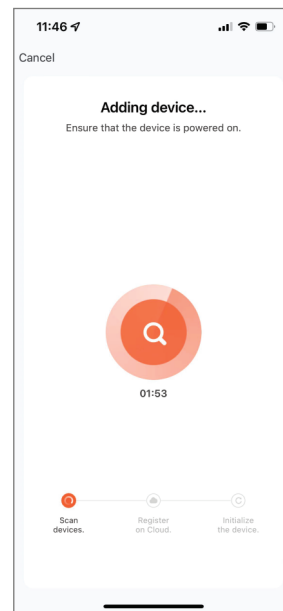 11:46
Cancel
Adding device...
Ensure that the device is powered on.
01:53
Scan
devices.
Register
on Cloud.
Initialize
the device.